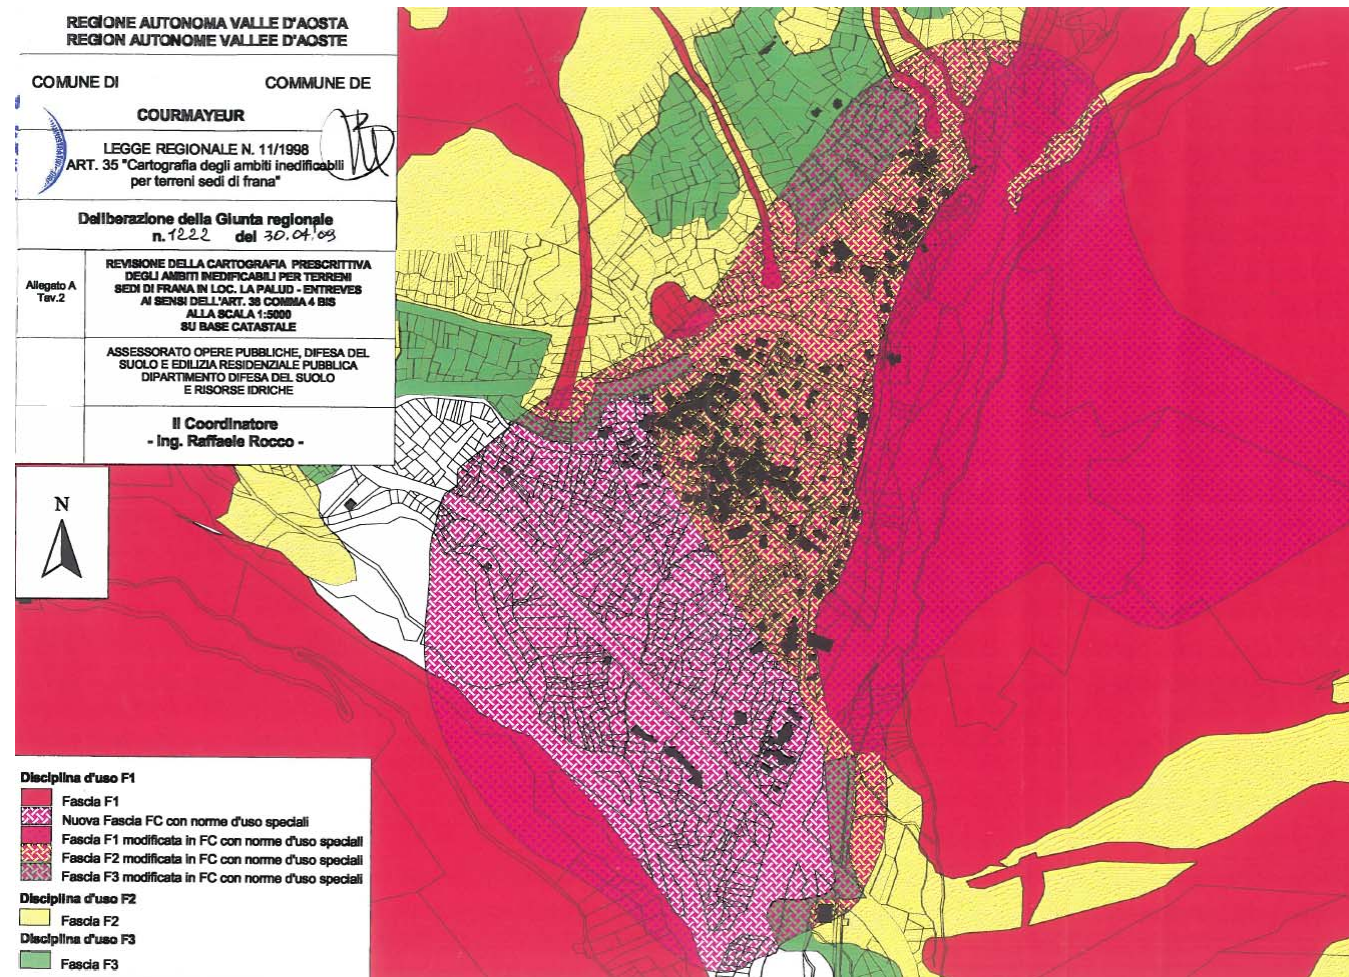 REGIONE AUTONOMA VALLE D'AOSTA
REGION AUTONOME VALLEE D'AOSTE
COMUNE DI COMMUNE DE
COURMAYEUR
LEGGE REGIONALE N. 11/1998
ART. 35 "Cartografia degli ambiti inedificabili
per terreni sedi di frana"
Deliberazione della Giunta regionale
n. 1222 del 30.04.09
Allegato A
Tav.2
REVISIONE DELLA CARTOGRAFIA PRESCRITTIVA
DEGLI AMBITI INEDIFICABILI PER TERRENI
SEDI DI FRANA IN LOC. LA PALUD - ENTREVES
AI SENSI DELL'ART. 38 COMMA 4 BIS
ALLA SCALA 1:5000
SU BASE CATASTALE
ASSESSORATO OPERE PUBBLICHE, DIFESA DEL
SUOLO E EDILIZIA RESIDENZIALE PUBBLICA
DIPARTIMENTO DIFESA DEL SUOLO
E RISORSE IDRICHE
Il Coordinatore
- Ing. Raffaele Rocco -
N
Disciplina d'uso F1
Fascia F1
Nuova Fascia FC con norme d'uso speciali
Fascia F1 modificata in FC con norme d'uso speciali
Fascia F2 modificata in FC con norme d'uso speciali
Fascia F3 modificata in FC con norme d'uso speciali
Disciplina d'uso F2
Fascia F2
Disciplina d'uso F3
Fascia F3